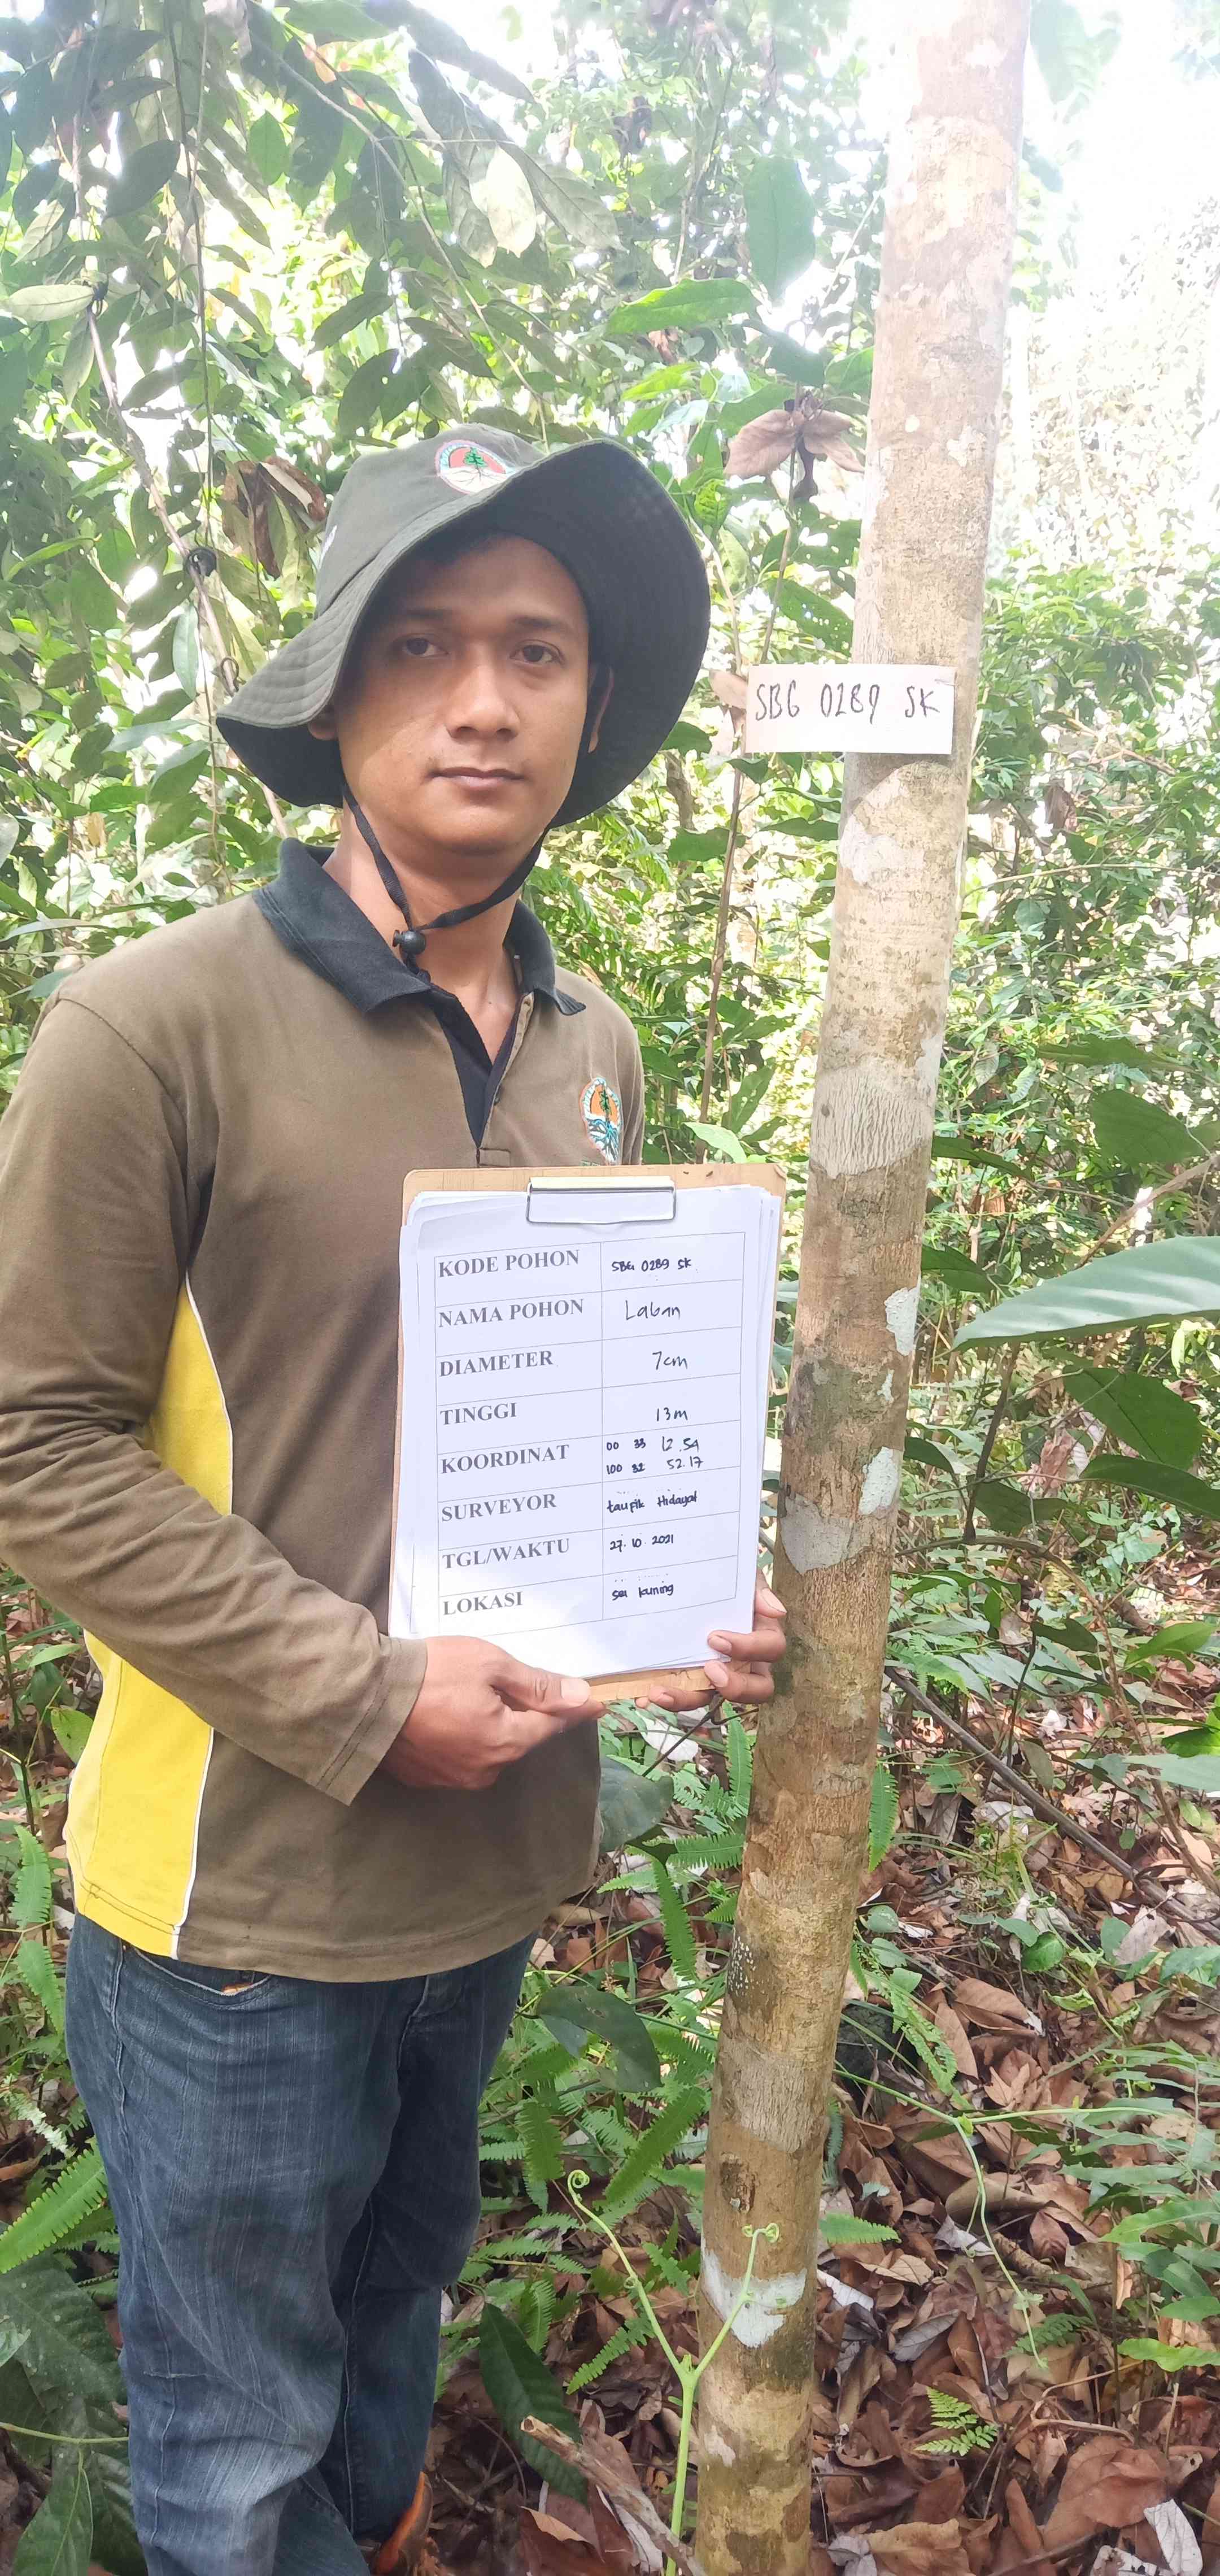 SBG 0289 SK
KODE POHON SBG 0289 SK
NAMA POHON Laban
DIAMETER 7cm
TINGGI 13m
KOORDINAT 00 33 12.54
100 32 52.17
SURVEYOR taufik Hidayat
TGL/WAKTU 27.10.2021
LOKASI sei kuning